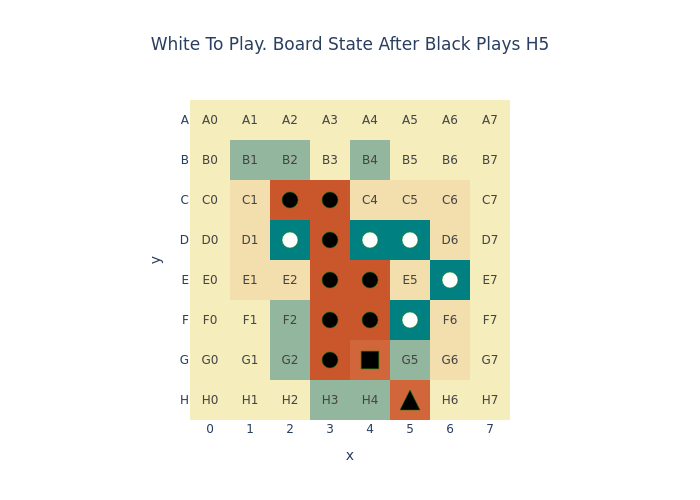 White To Play. Board State After Black Plays H5
A A0 A1 A2 A3 A4 A5 A6 A7
B B0 B1 B2 B3 B4 B5 B6 B7
C C0 C1 C4 C5 C6 C7
D D0 D1 D6 D7
y
E E0 E1 E2 E5 E7
F F0 F1 F2 F6 F7
G G0 G1 G2 G5 G6 G7
H H0 H1 H2 H3 H4 H6 H7
0 1 2 3 4 5 6 7
x